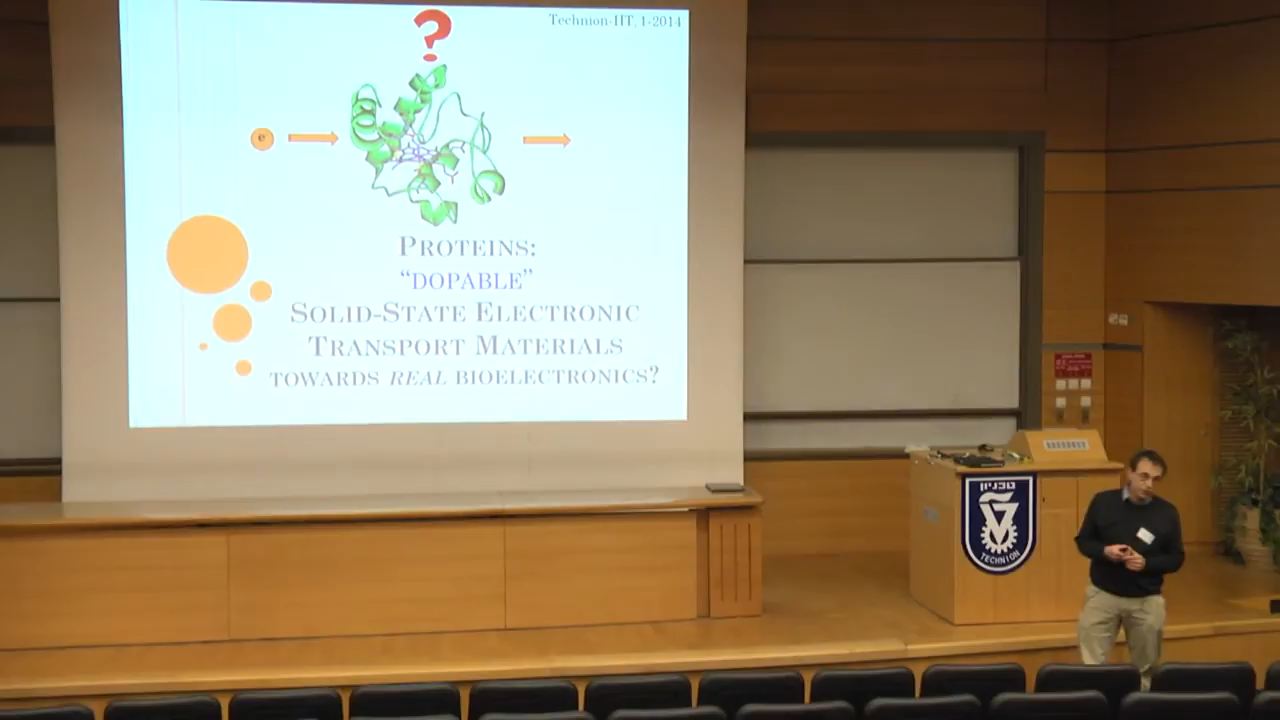 Technion-IIT, 1-2014
?
e
PROTEINS:
“DOPABLE”
SOLID-STATE ELECTRONIC
TRANSPORT MATERIALS
TOWARDS REAL BIOELECTRONICS?
טכניון
TECHNION